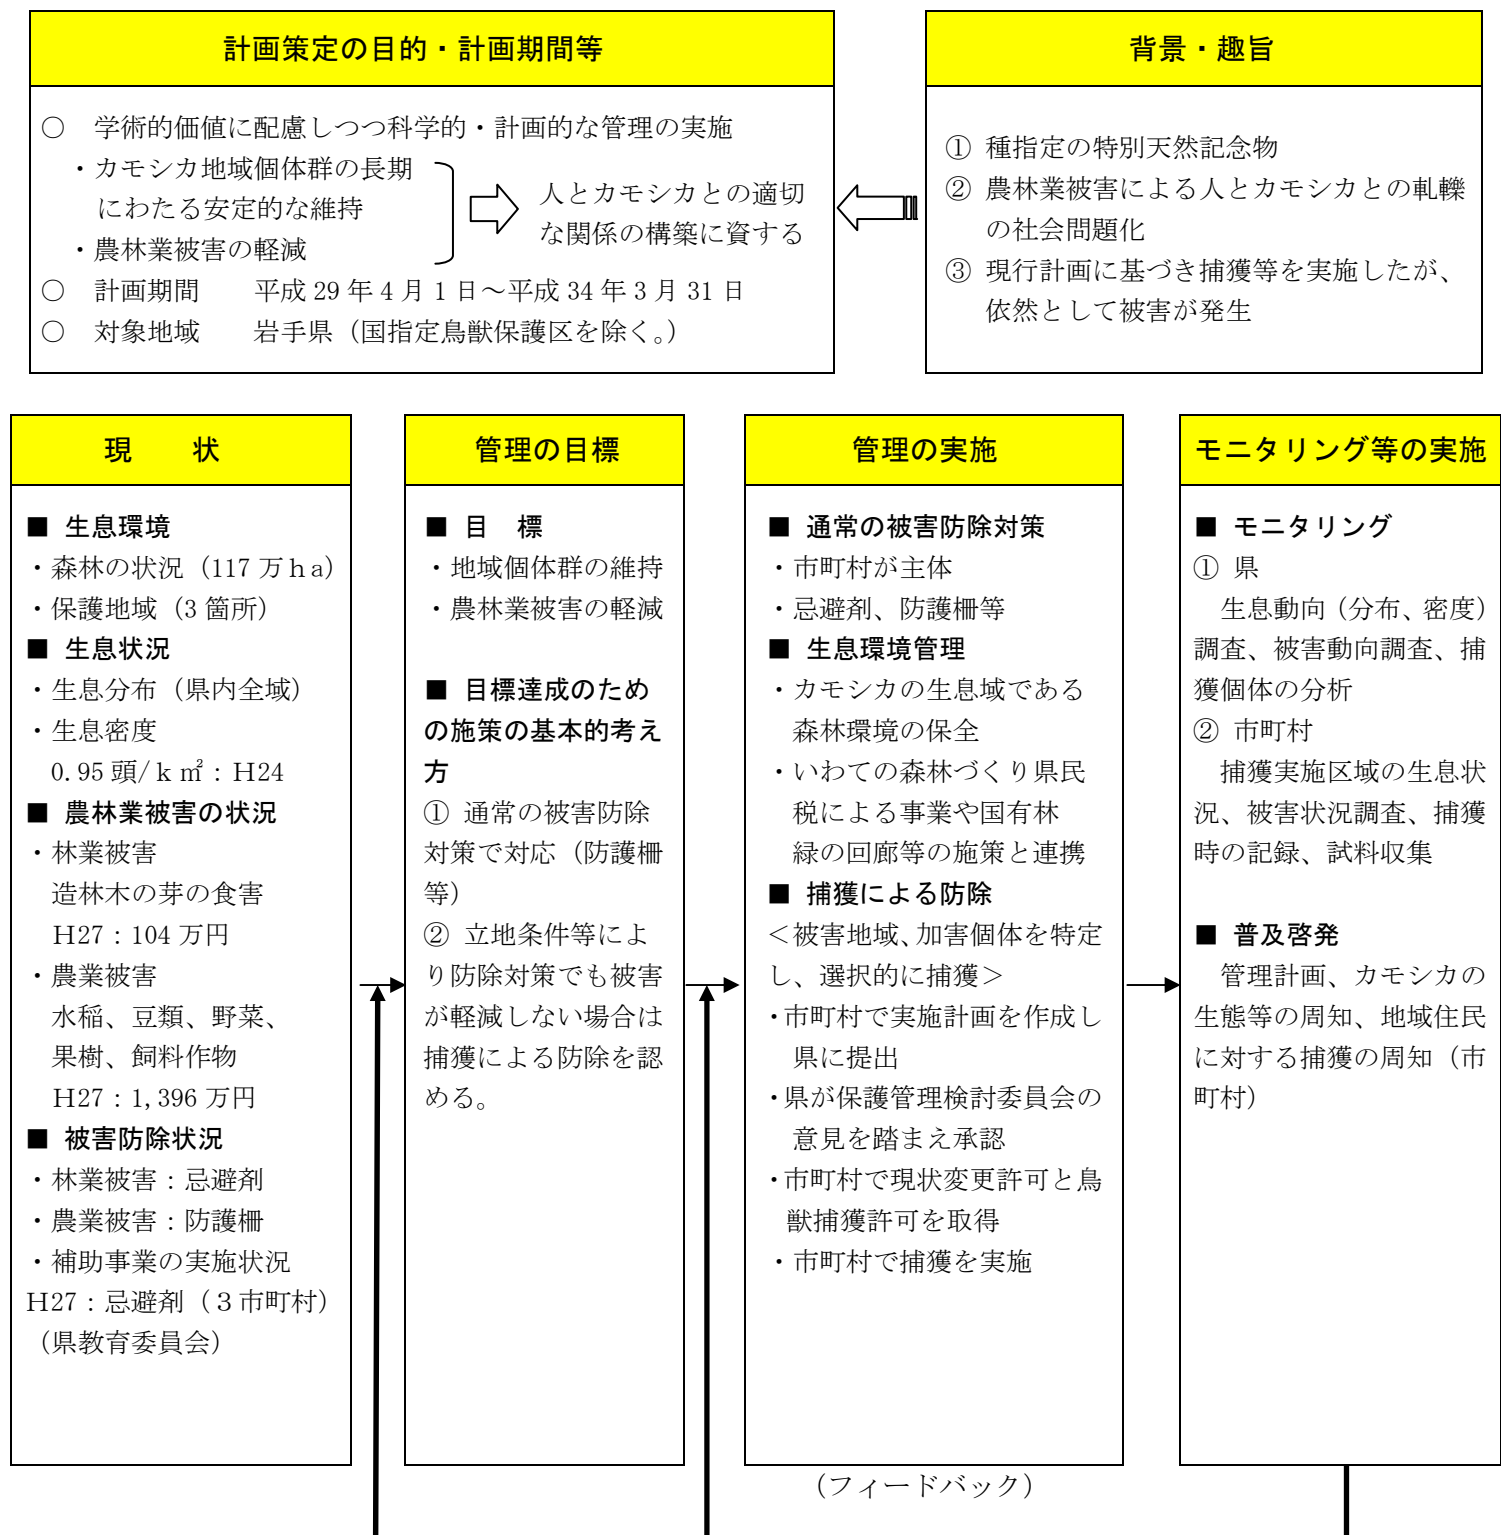 計画策定の目的・計画期間等
○ 学術的価値に配慮しつつ科学的・計画的な管理の実施
・カモシカ地域個体群の長期
にわたる安定的な維持
・農林業被害の軽減
人とカモシカとの適切
な関係の構築に資する
○ 計画期間 平成 29 年 4 月 1 日～平成 34 年 3 月 31 日
○ 対象地域 岩手県（国指定鳥獣保護区を除く。）
背景・趣旨
① 種指定の特別天然記念物
② 農林業被害による人とカモシカとの軋轢
の社会問題化
③ 現行計画に基づき捕獲等を実施したが、
依然として被害が発生
現 状
■ 生息環境
・森林の状況（117 万ｈa）
・保護地域（3 箇所）
■ 生息状況
・生息分布（県内全域）
・生息密度
0.95 頭/ｋ㎡：H24
■ 農林業被害の状況
・林業被害
造林木の芽の食害
H27：104 万円
・農業被害
水稲、豆類、野菜、
果樹、飼料作物
H27：1,396 万円
■ 被害防除状況
・林業被害：忌避剤
・農業被害：防護柵
・補助事業の実施状況
H27：忌避剤（３市町村）
（県教育委員会）
管理の目標
■ 目 標
・地域個体群の維持
・農林業被害の軽減
■ 目標達成のため
の施策の基本的考え
方
① 通常の被害防除
対策で対応（防護柵
等）
② 立地条件等によ
り防除対策でも被害
が軽減しない場合は
捕獲による防除を認
める。
管理の実施
■ 通常の被害防除対策
・市町村が主体
・忌避剤、防護柵等
■ 生息環境管理
・カモシカの生息域である
森林環境の保全
・いわての森林づくり県民
税による事業や国有林
緑の回廊等の施策と連携
■ 捕獲による防除
＜被害地域、加害個体を特定
し、選択的に捕獲＞
・市町村で実施計画を作成し
県に提出
・県が保護管理検討委員会の
意見を踏まえ承認
・市町村で現状変更許可と鳥
獣捕獲許可を取得
・市町村で捕獲を実施
モニタリング等の実施
■ モニタリング
① 県
生息動向（分布、密度）
調査、被害動向調査、捕
獲個体の分析
② 市町村
捕獲実施区域の生息状
況、被害状況調査、捕獲
時の記録、試料収集
■ 普及啓発
管理計画、カモシカの
生態等の周知、地域住民
に対する捕獲の周知（市
町村）
（フィードバック）